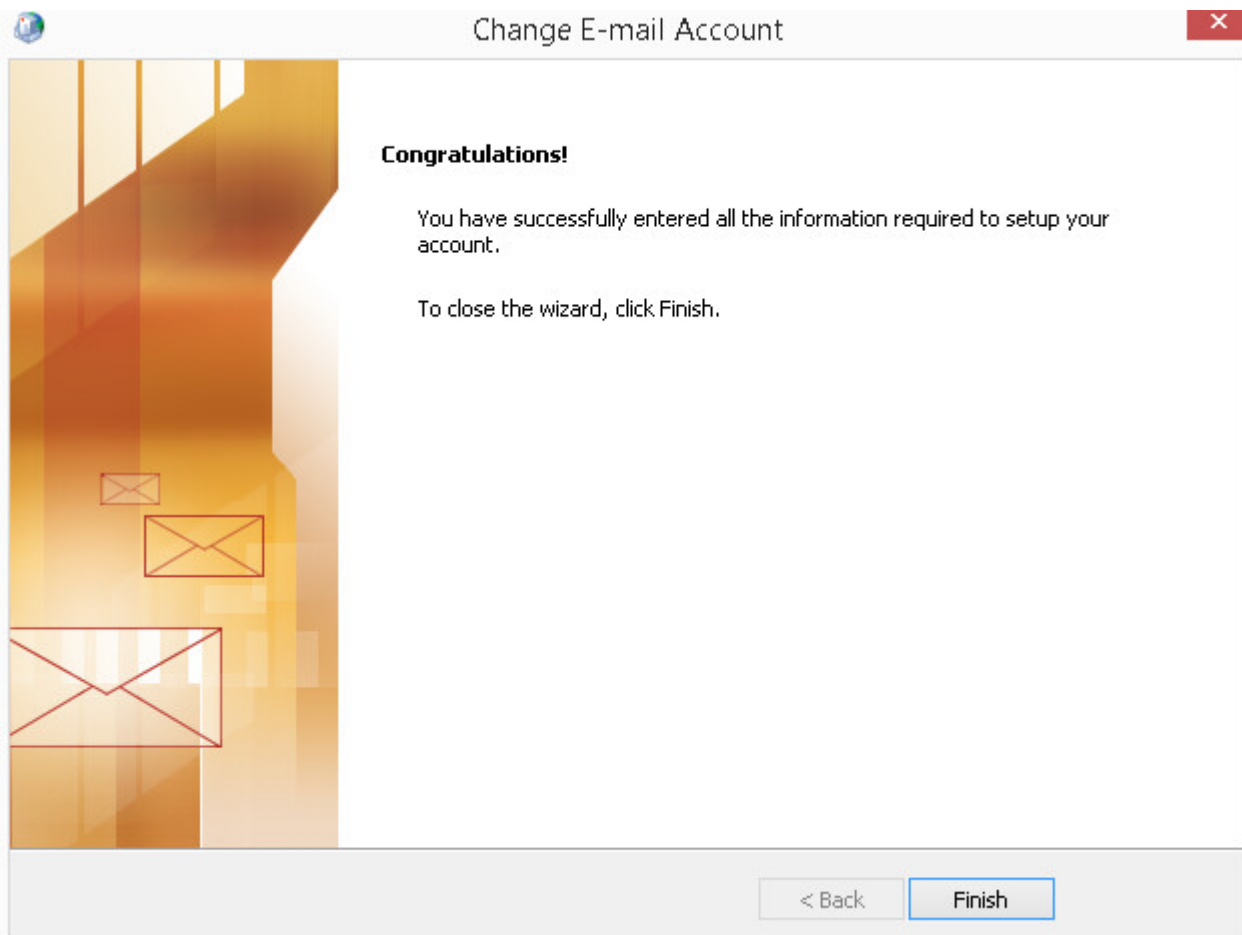 Change E-mail Account
Congratulations!
You have successfully entered all the information required to setup your
account.
To close the wizard, click Finish.
< Back
Finish